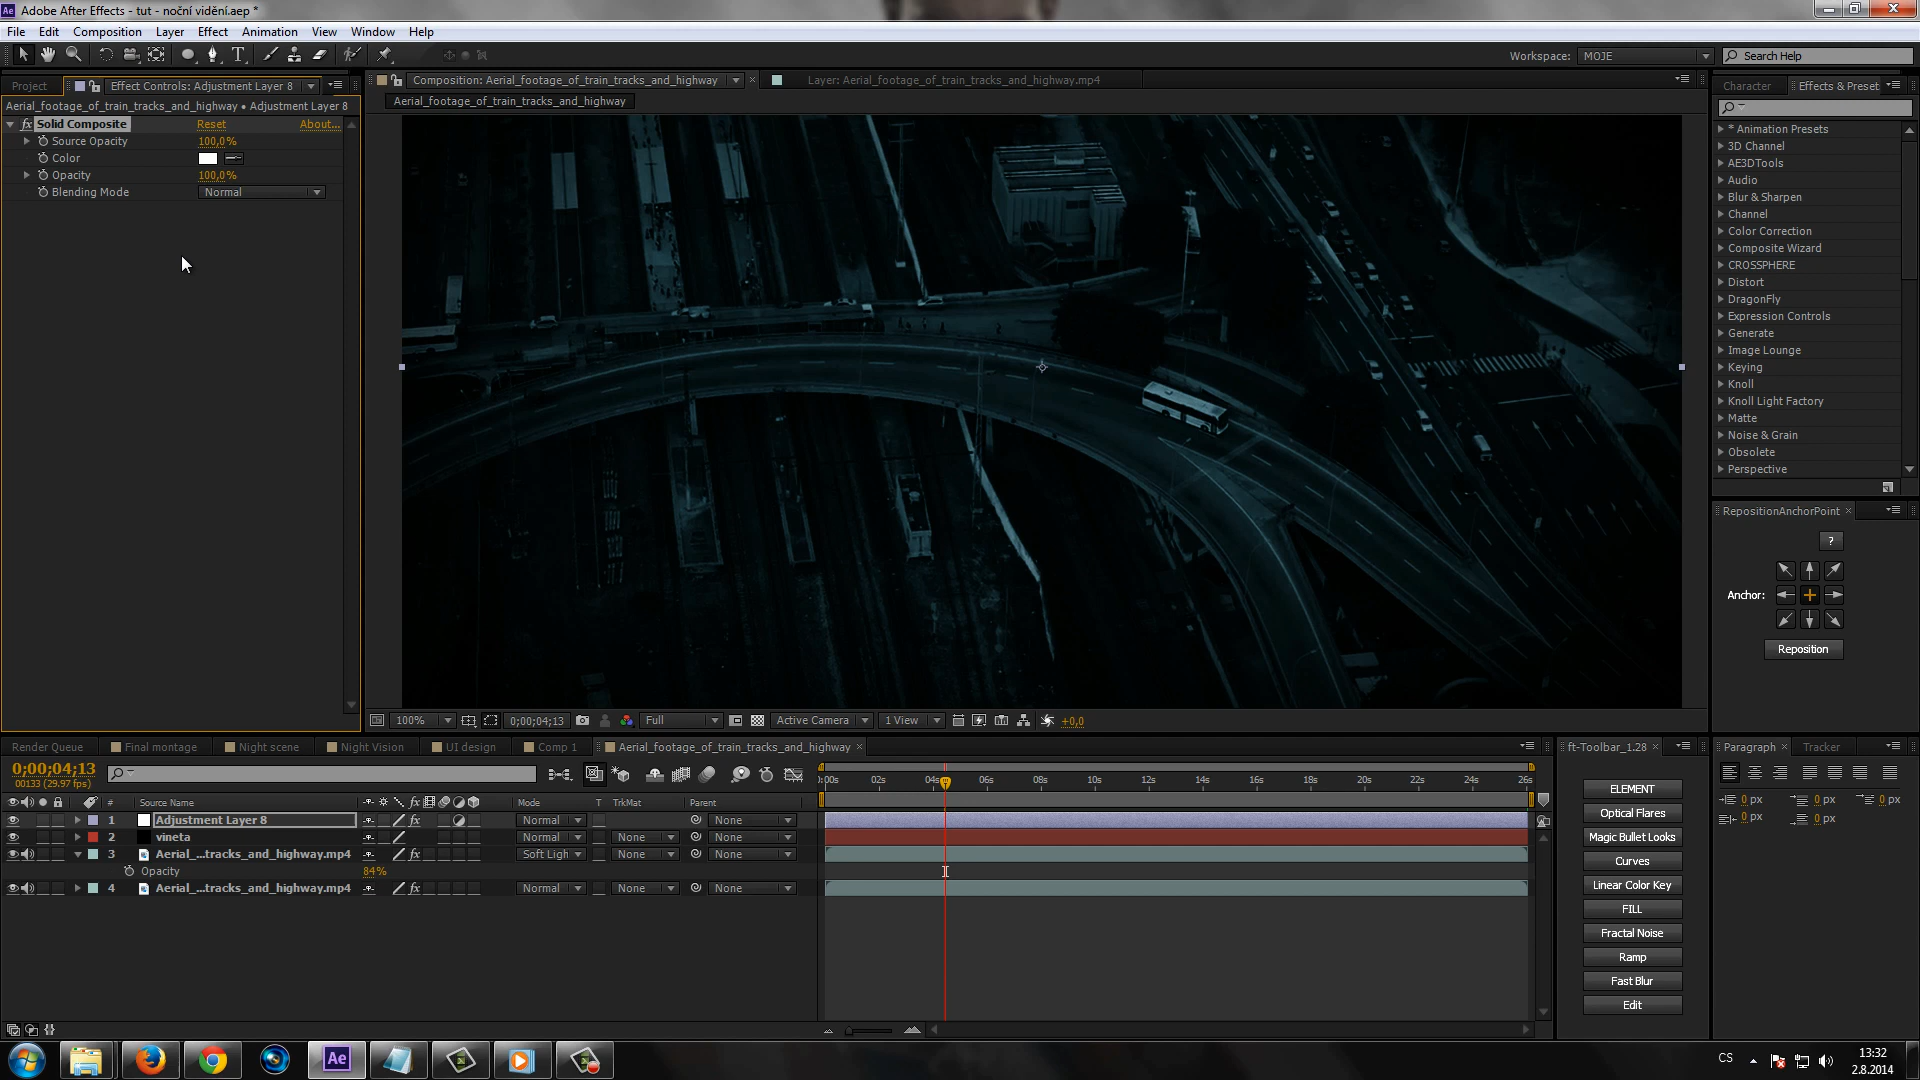 Ae Adobe After Effects - tut - noční vidění.aep *
File Edit Composition Layer Effect Animation View Window Help
Workspace: MOJE
Search Help
Project
Effect Controls: Adjustment Layer 8
Aerial_footage_of_train_tracks_and_highway • Adjustment Layer 8
fx Solid Composite Reset About...
Source Opacity 100,0%
Color
Opacity 100,0%
Blending Mode Normal
Composition: Aerial_footage_of_train_tracks_and_highway
Layer: Aerial_footage_of_train_tracks_and_highway.mp4
Aerial_footage_of_train_tracks_and_highway
100% 0;00;04;13 Full Active Camera 1 View +0,0
Character Effects & Preset
* Animation Presets
3D Channel
AE3DTools
Audio
Blur & Sharpen
Channel
Color Correction
Composite Wizard
CROSSPHERE
Distort
DragonFly
Expression Controls
Generate
Image Lounge
Keying
Knoll
Knoll Light Factory
Matte
Noise & Grain
Obsolete
Perspective
RepositionAnchorPoint
?
Anchor:
Reposition
Render Queue Final montage Night scene Night Vision UI design Comp 1 Aerial_footage_of_train_tracks_and_highway
0;00;04;13
00133 (29.97 fps)
):00s 02s 04s 06s 08s 10s 12s 14s 16s 18s 20s 22s 24s 26s
# Source Name fx Mode T TrkMat Parent
1 Adjustment Layer 8 fx Normal None
2 vineta Normal None None
3 Aerial_...tracks_and_highway.mp4 fx Soft Ligh None None
Opacity 84%
4 Aerial_...tracks_and_highway.mp4 fx Normal None None
ft-Toolbar_1.28
ELEMENT
Optical Flares
Magic Bullet Looks
Curves
Linear Color Key
FILL
Fractal Noise
Ramp
Fast Blur
Edit
Paragraph Tracker
0 px 0 px 0 px
0 px 0 px
Ae
CS
13:32
2.8.2014